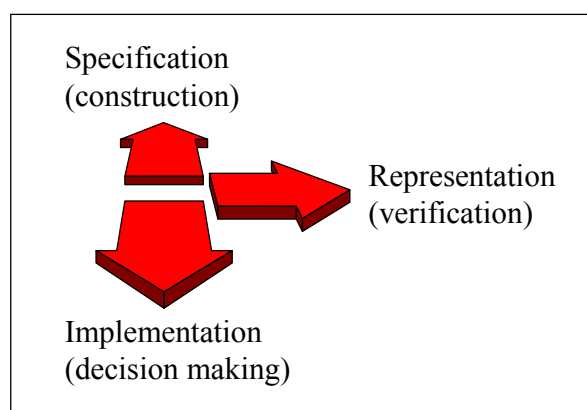 Specification
(construction)
Representation
(verification)
Implementation
(decision making)